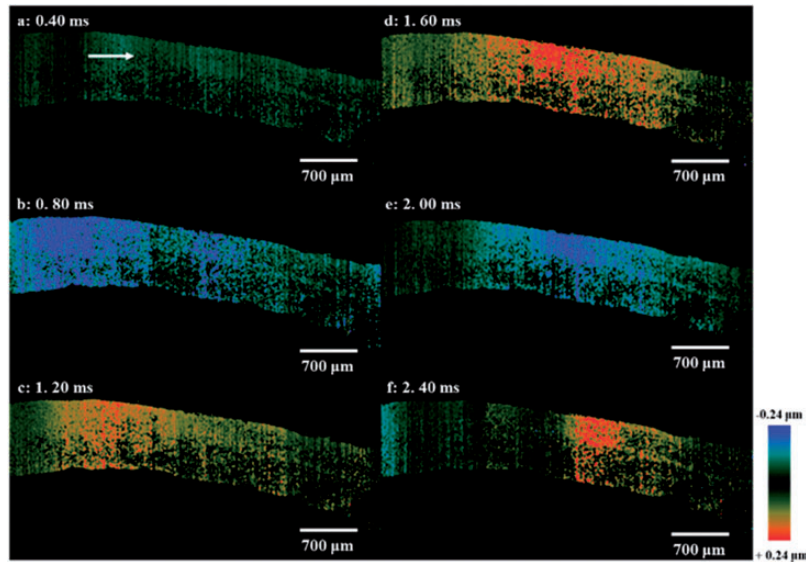 a: 0.40 ms
700 µm
b: 0. 80 ms
700 µm
c: 1. 20 ms
700 µm
d: 1. 60 ms
700 µm
e: 2. 00 ms
700 µm
f: 2. 40 ms
700 µm
-0.24 µm
+ 0.24 µm